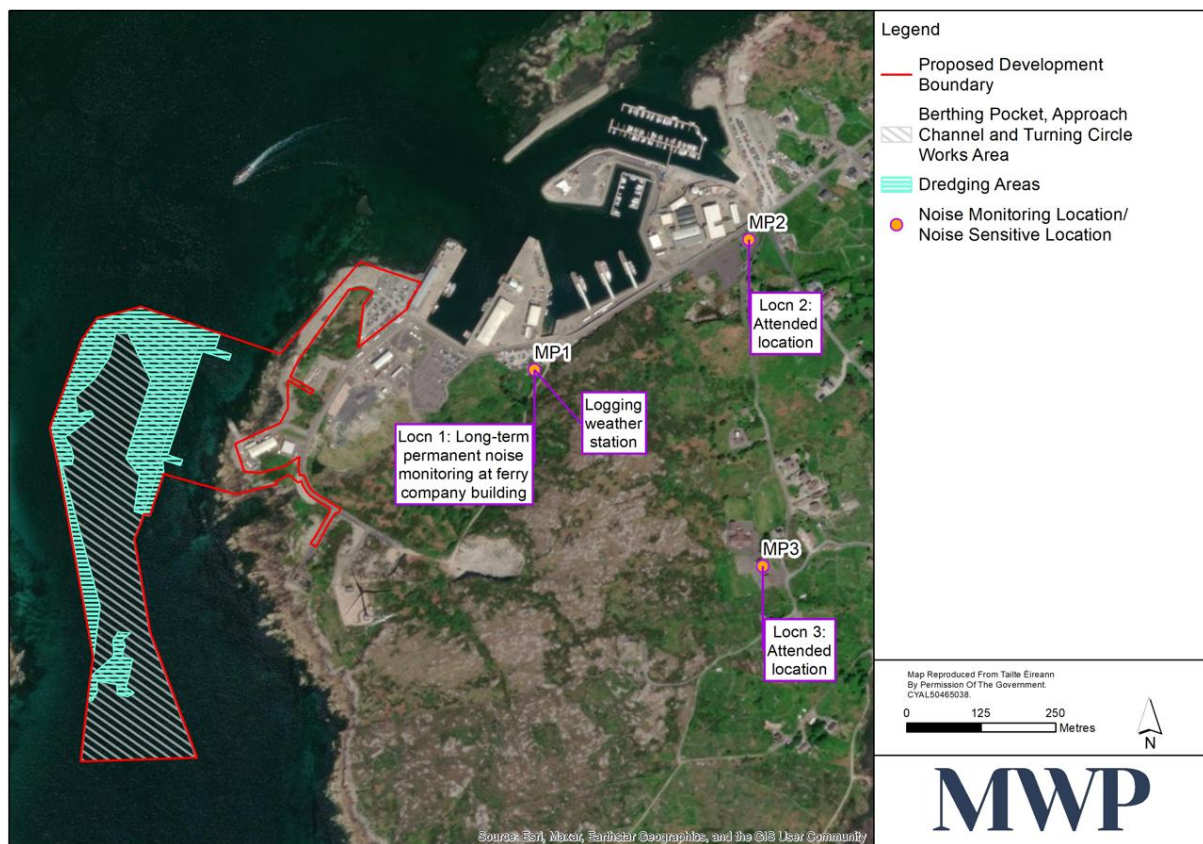 Legend
Proposed Development
Boundary
Berthing Pocket, Approach
Channel and Turning Circle
Works Area
Dredging Areas
Noise Monitoring Location/
Noise Sensitive Location
MP2
Locn 2:
Attended
location
MP1
Logging
weather
station
Locn 1: Long-term
permanent noise
monitoring at ferry
company building
MP3
Locn 3:
Attended
location
Map Reproduced From Tailte Éireann
By Permission Of The Government.
CYAL50465038.
0 125 250
Metres
N
MWP
Source: Esri, Maxar, Earthstar Geographics, and the GIS User Community